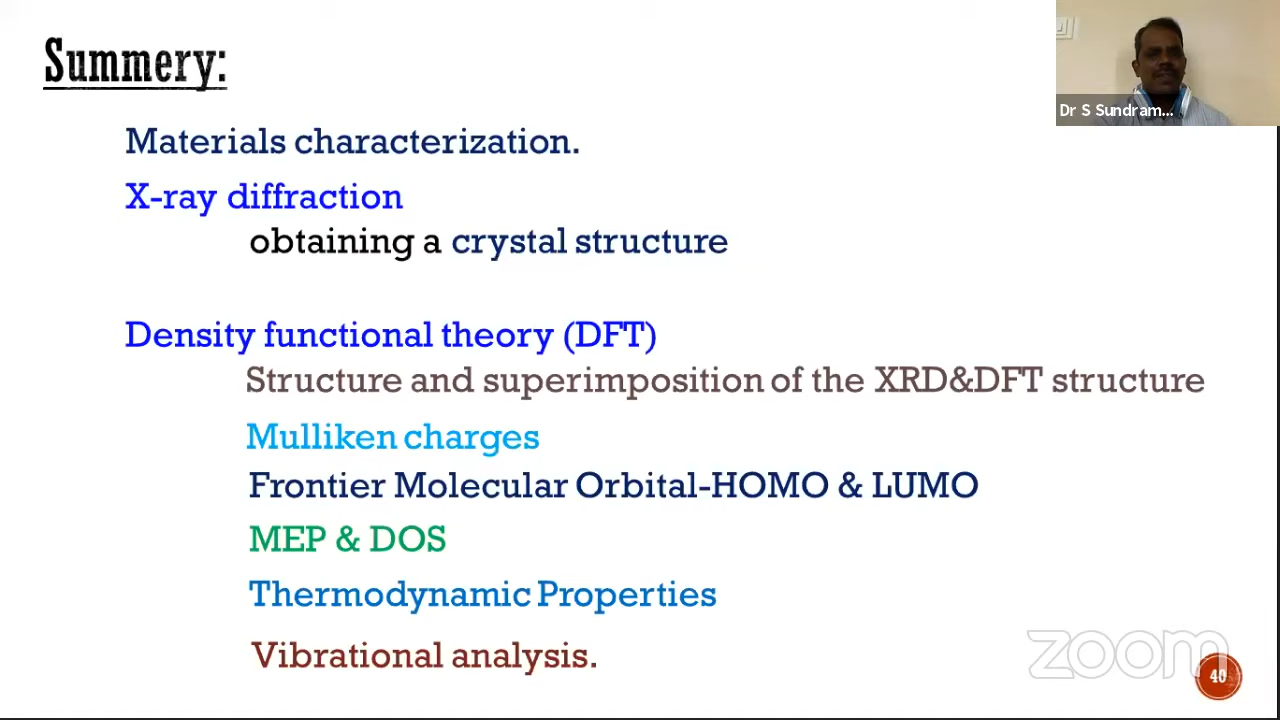 Summery:
Dr S Sundram...
Materials characterization.
X-ray diffraction
obtaining a crystal structure
Density functional theory (DFT)
Structure and superimposition of the XRD&DFT structure
Mulliken charges
Frontier Molecular Orbital-HOMO & LUMO
MEP & DOS
Thermodynamic Properties
Vibrational analysis.
zoom
40